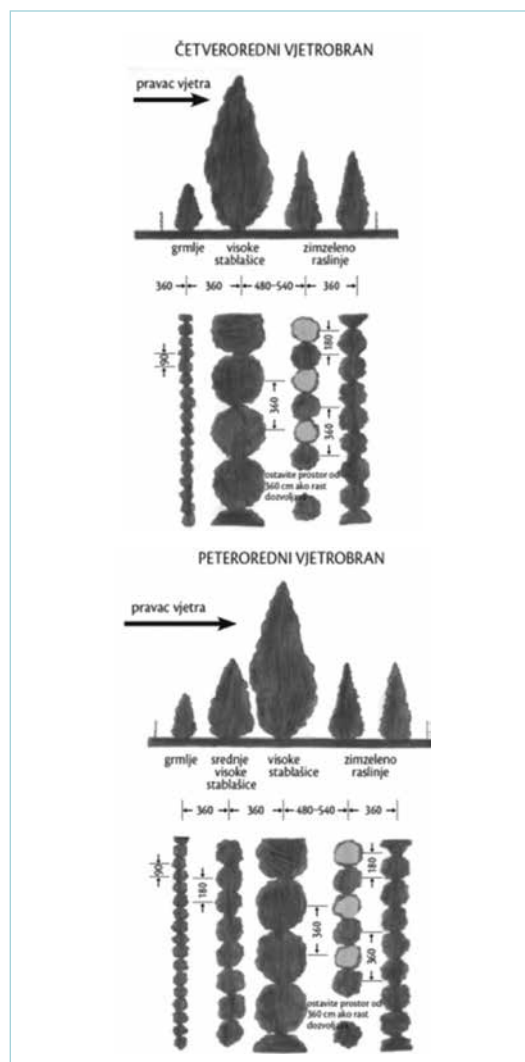 ČETVEROREDNI VJETROBRAN
pravac vjetra
grmlje
visoke
stablašice
zimzeleno
raslinje
360 360 480-540 360
90
360
180
360
ostavite prostor od
360 cm ako rast
dozvoljava
PETEROREDNI VJETROBRAN
pravac vjetra
grmlje
srednje
visoke
stablašice
visoke
stablašice
zimzeleno
raslinje
360 360 480-540 360
90
180
360
180
360
ostavite prostor od
360 cm ako rast
dozvoljava